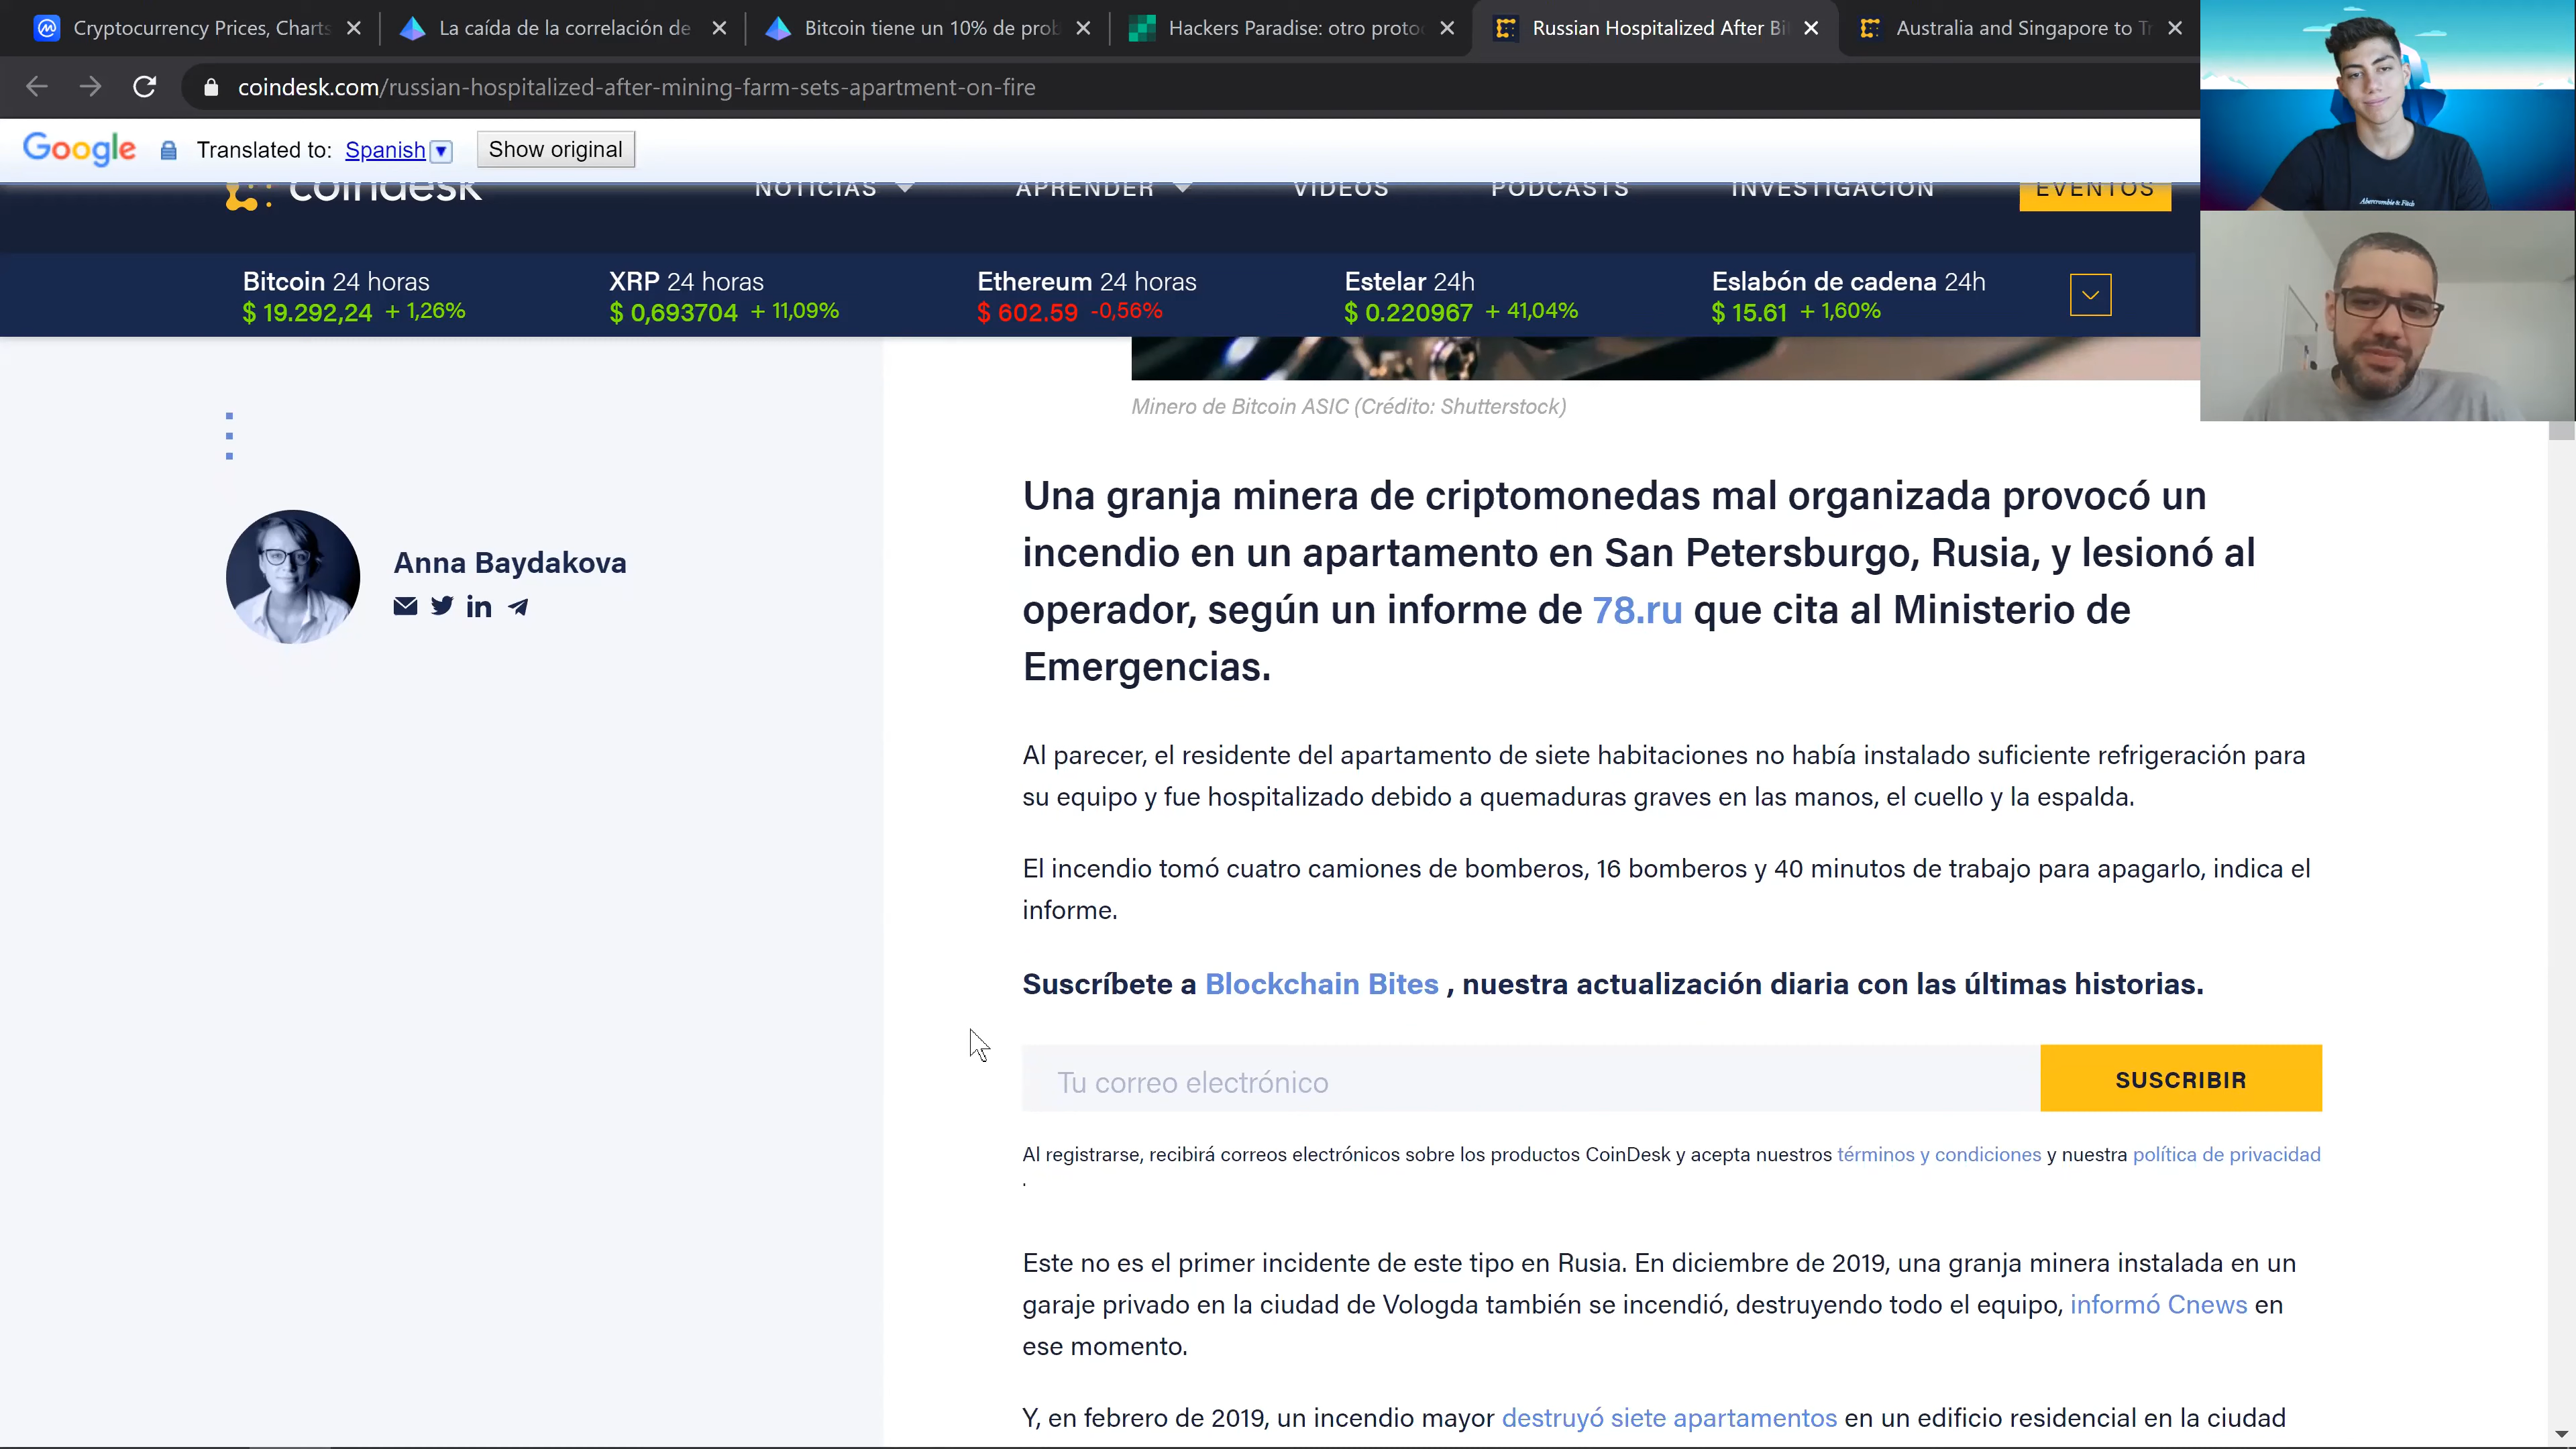 Cryptocurrency Prices, Charts
La caída de la correlación de
Bitcoin tiene un 10% de prob
Hackers Paradise: otro protoc
Russian Hospitalized After Bi
Australia and Singapore to Tr
coindesk.com/russian-hospitalized-after-mining-farm-sets-apartment-on-fire
Google Translated to: Spanish Show original
coindesk NOTICIAS APRENDER VIDEOS PODCASTS INVESTIGACIÓN EVENTOS
Bitcoin 24 horas
$ 19.292,24 + 1,26%
XRP 24 horas
$ 0,693704 + 11,09%
Ethereum 24 horas
$ 602.59 -0,56%
Estelar 24h
$ 0.220967 + 41,04%
Eslabón de cadena 24h
$ 15.61 + 1,60%
Abercrombie & Fitch
Minero de Bitcoin ASIC (Crédito: Shutterstock)
Anna Baydakova
Una granja minera de criptomonedas mal organizada provocó un
incendio en un apartamento en San Petersburgo, Rusia, y lesionó al
operador, según un informe de 78.ru que cita al Ministerio de
Emergencias.
Al parecer, el residente del apartamento de siete habitaciones no había instalado suficiente refrigeración para
su equipo y fue hospitalizado debido a quemaduras graves en las manos, el cuello y la espalda.
El incendio tomó cuatro camiones de bomberos, 16 bomberos y 40 minutos de trabajo para apagarlo, indica el
informe.
Suscríbete a Blockchain Bites , nuestra actualización diaria con las últimas historias.
Tu correo electrónico
SUSCRIBIR
Al registrarse, recibirá correos electrónicos sobre los productos CoinDesk y acepta nuestros términos y condiciones y nuestra política de privacidad
.
Este no es el primer incidente de este tipo en Rusia. En diciembre de 2019, una granja minera instalada en un
garaje privado en la ciudad de Vologda también se incendió, destruyendo todo el equipo, informó Cnews en
ese momento.
Y, en febrero de 2019, un incendio mayor destruyó siete apartamentos en un edificio residencial en la ciudad